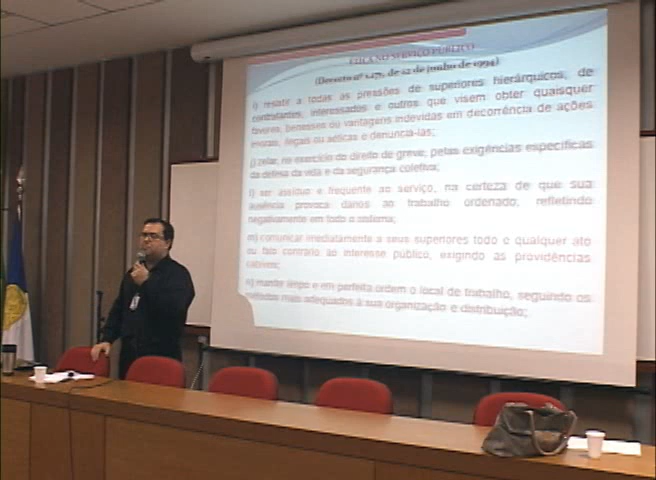 ÉTICA NO SERVIÇO PÚBLICO
(Decreto nº 1.171, de 22 de junho de 1994)
i) resistir a todas as pressões de superiores hierárquicos, de
contratantes, interessados e outros que visem obter quaisquer
favores, benesses ou vantagens indevidas em decorrência de ações
imorais, ilegais ou aéticas e denunciá-las;
j) zelar, no exercício do direito de greve, pelas exigências específicas
da defesa da vida e da segurança coletiva;
l) ser assíduo e frequente ao serviço, na certeza de que sua
ausência provoca danos ao trabalho ordenado, refletindo
negativamente em todo o sistema;
m) comunicar imediatamente a seus superiores todo e qualquer ato
ou fato contrário ao interesse público, exigindo as providências
cabíveis;
n) manter limpo e em perfeita ordem o local de trabalho, seguindo os
métodos mais adequados à sua organização e distribuição;